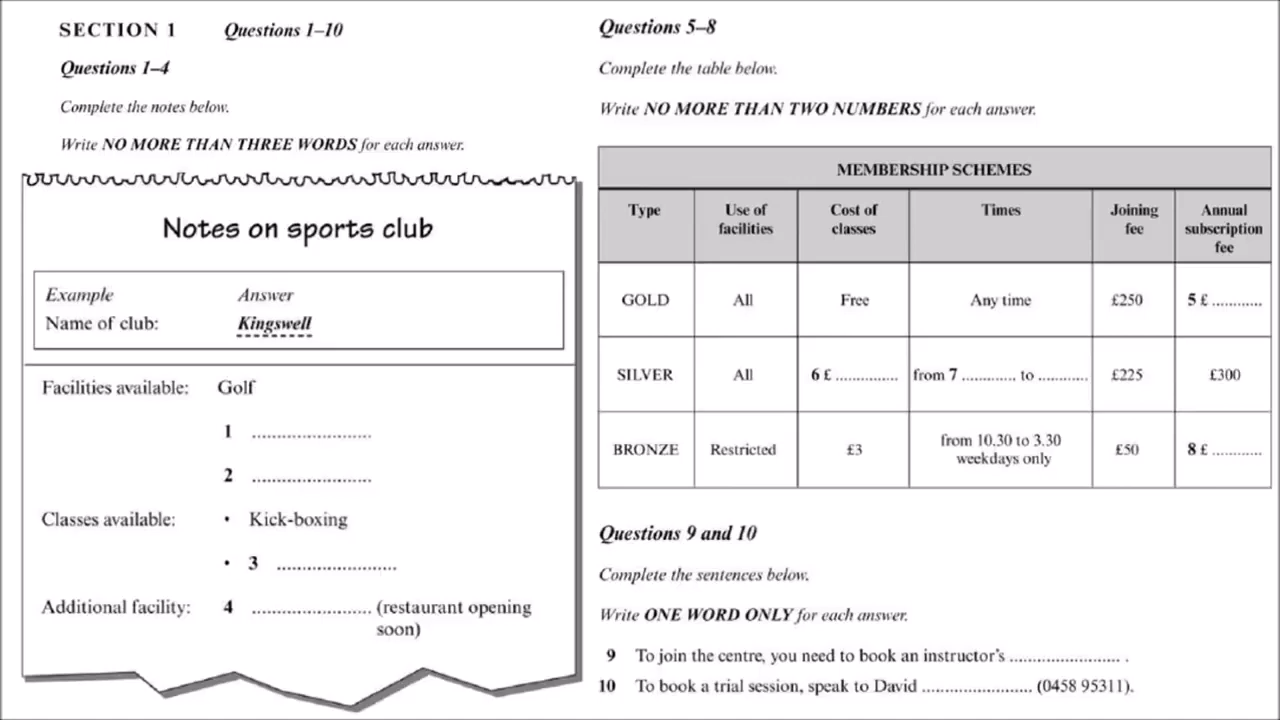 SECTION 1 Questions 1–10
Questions 1–4
Complete the notes below.
Write NO MORE THAN THREE WORDS for each answer.
Notes on sports club
Example Answer
Name of club: Kingswell
Facilities available: Golf
1 ........................
2 ........................
Classes available: • Kick-boxing
• 3 ........................
Additional facility: 4 ........................ (restaurant opening
soon)
Questions 5–8
Complete the table below.
Write NO MORE THAN TWO NUMBERS for each answer.
MEMBERSHIP SCHEMES
Type Use of facilities Cost of classes Times Joining fee Annual subscription fee
GOLD All Free Any time £250 5 £ ............
SILVER All 6 £ ............... from 7 ............. to ............ £225 £300
BRONZE Restricted £3 from 10.30 to 3.30 weekdays only £50 8 £ ............
Questions 9 and 10
Complete the sentences below.
Write ONE WORD ONLY for each answer.
9 To join the centre, you need to book an instructor's ........................ .
10 To book a trial session, speak to David ........................ (0458 95311).